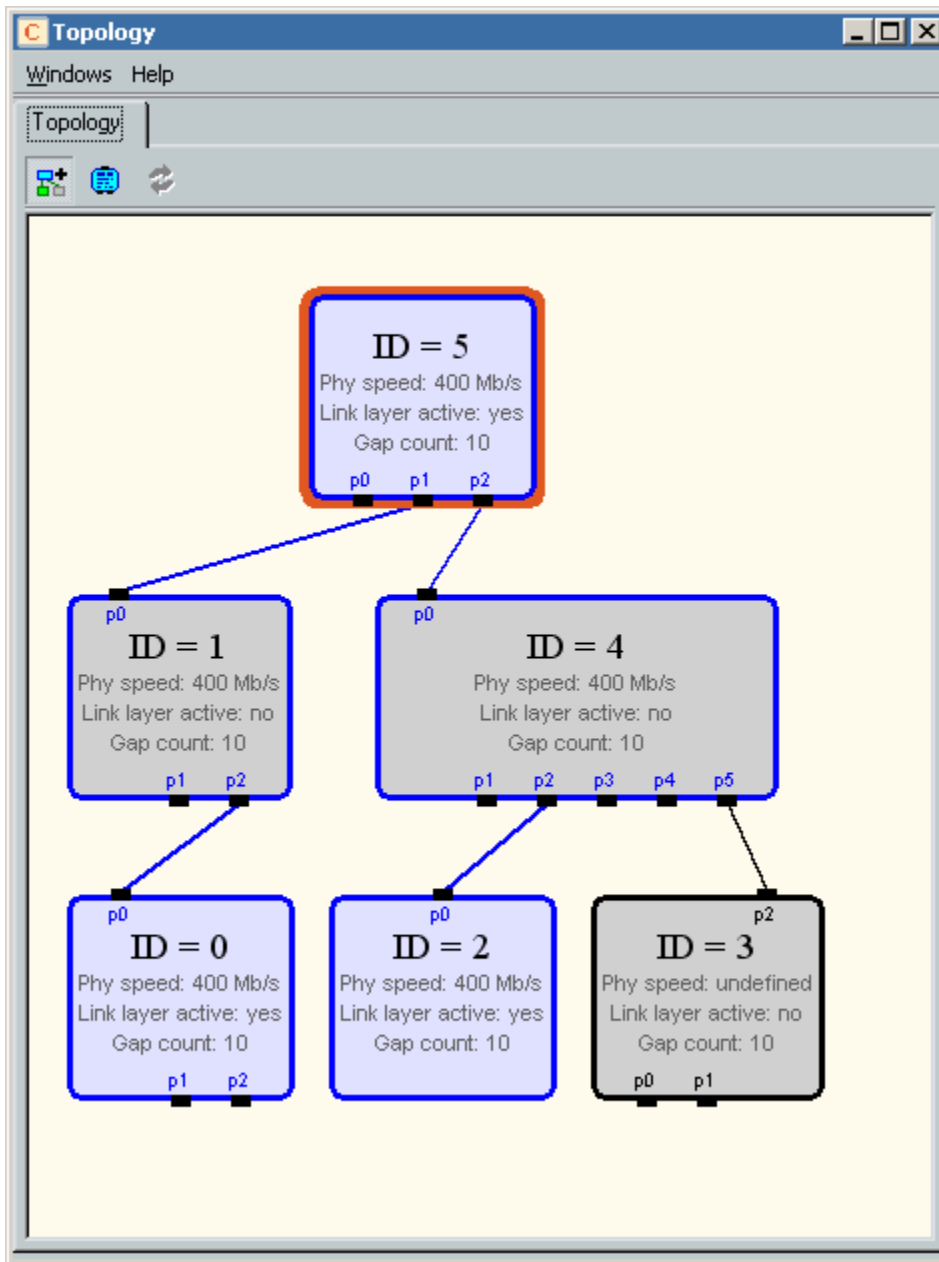 C Topology
Windows Help
Topology
ID = 5
Phy speed: 400 Mb/s
Link layer active: yes
Gap count: 10
p0 p1 p2
p0
ID = 1
Phy speed: 400 Mb/s
Link layer active: no
Gap count: 10
p1 p2
p0
ID = 4
Phy speed: 400 Mb/s
Link layer active: no
Gap count: 10
p1 p2 p3 p4 p5
p0
ID = 0
Phy speed: 400 Mb/s
Link layer active: yes
Gap count: 10
p1 p2
p0
ID = 2
Phy speed: 400 Mb/s
Link layer active: yes
Gap count: 10
p2
ID = 3
Phy speed: undefined
Link layer active: no
Gap count: 10
p0 p1